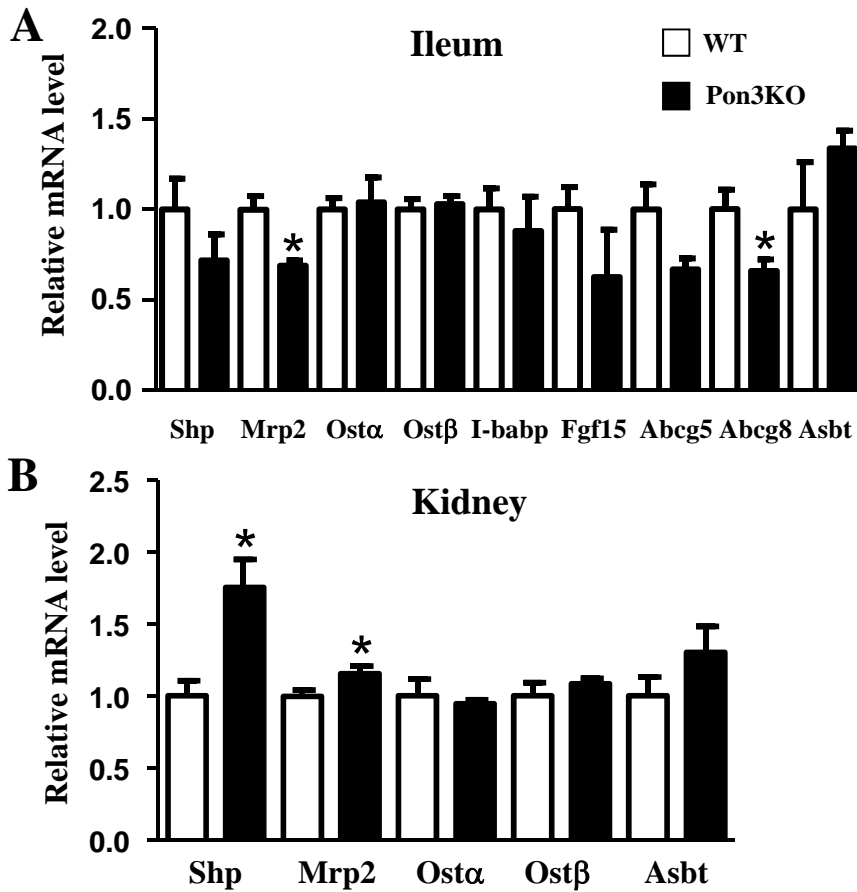 A
Ileum
WT
Pon3KO
Relative mRNA level
2.0
1.5
1.0
0.5
0.0
*
*
Shp Mrp2 Ostα Ostβ I-babp Fgf15 Abcg5 Abcg8 Asbt
B
Kidney
Relative mRNA level
2.5
2.0
1.5
1.0
0.5
0.0
*
*
Shp Mrp2 Ostα Ostβ Asbt